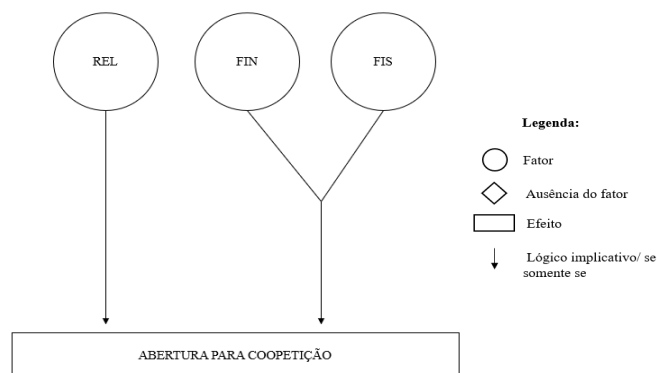 REL
FIN
FIS
Legenda:
Fator
Ausência do fator
Efeito
Lógico implicativo/ se
somente se
ABERTURA PARA COOPETIÇÃO